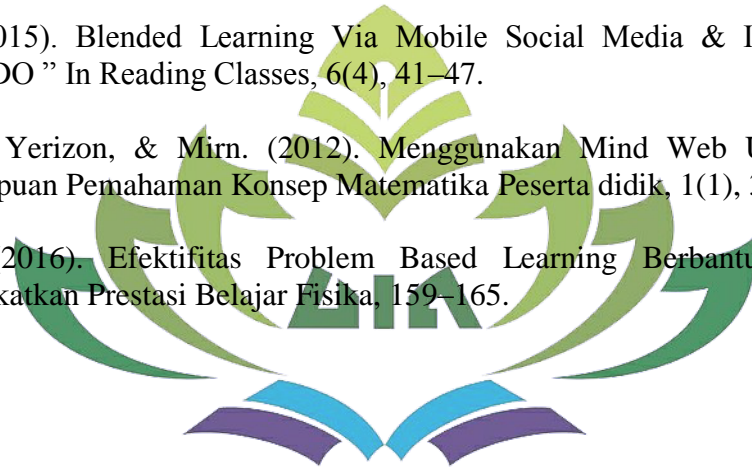 015). Blended Learning Via Mobile Social Media &
DO ” In Reading Classes, 6(4), 41–47.
Yerizon, & Mirn. (2012). Menggunakan Mind Web
puan Pemahaman Konsep Matematika Peserta didik, 1(1),
2016). Efektifitas Problem Based Learning
katkan Prestasi Belajar Fisika, 159–165.
UIN